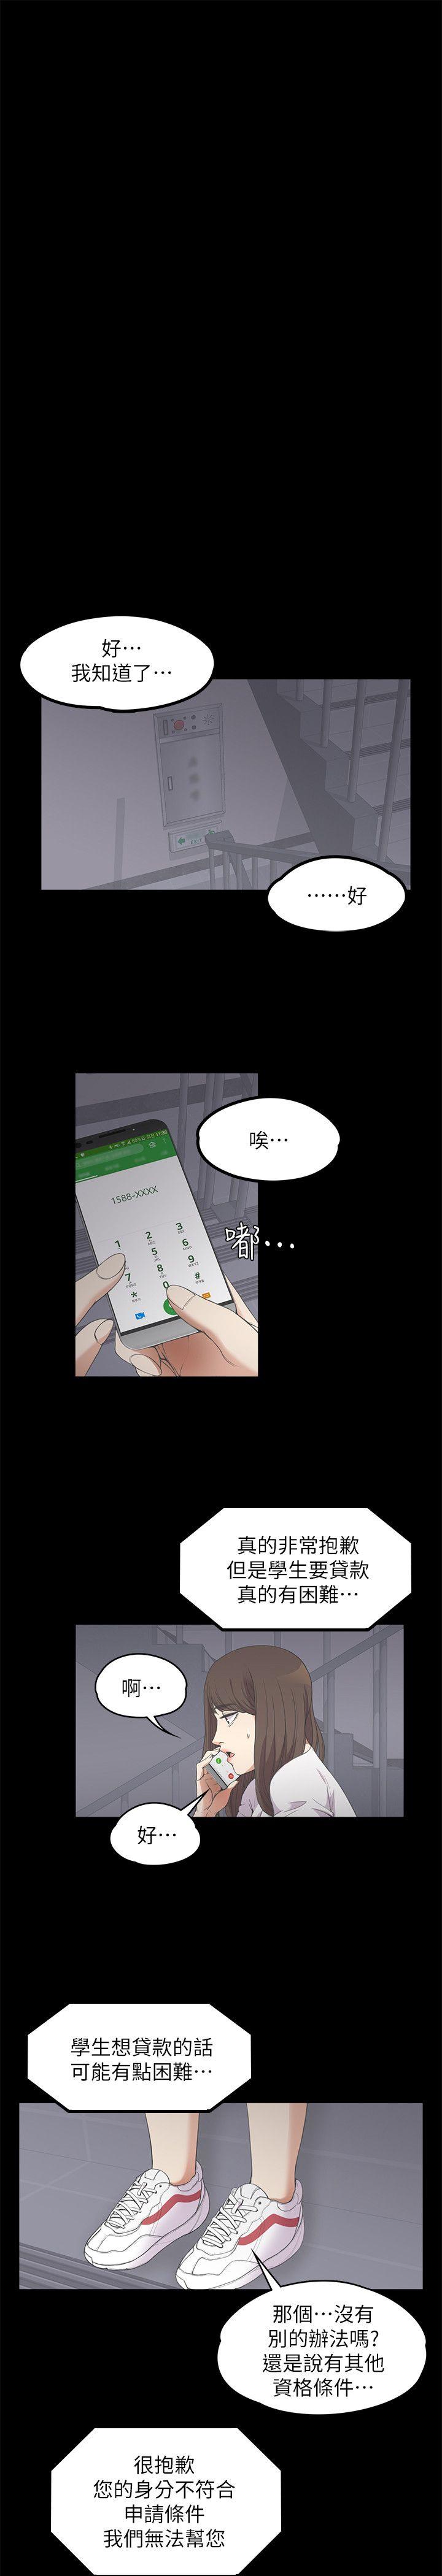 好…
我知道了…
EXIT
……好
唉…
11:30
1588-XXXX
1
2
3
5
6
7
8
9
*
0
#
嘟…
真的非常抱歉
但是學生要貸款
真的有困難…
啊…
好…
學生想貸款的話
可能有點困難…
那個…沒有
別的辦法嗎?
還是說有其他
資格條件…
很抱歉
您的身分不符合
申請條件
我們無法幫您